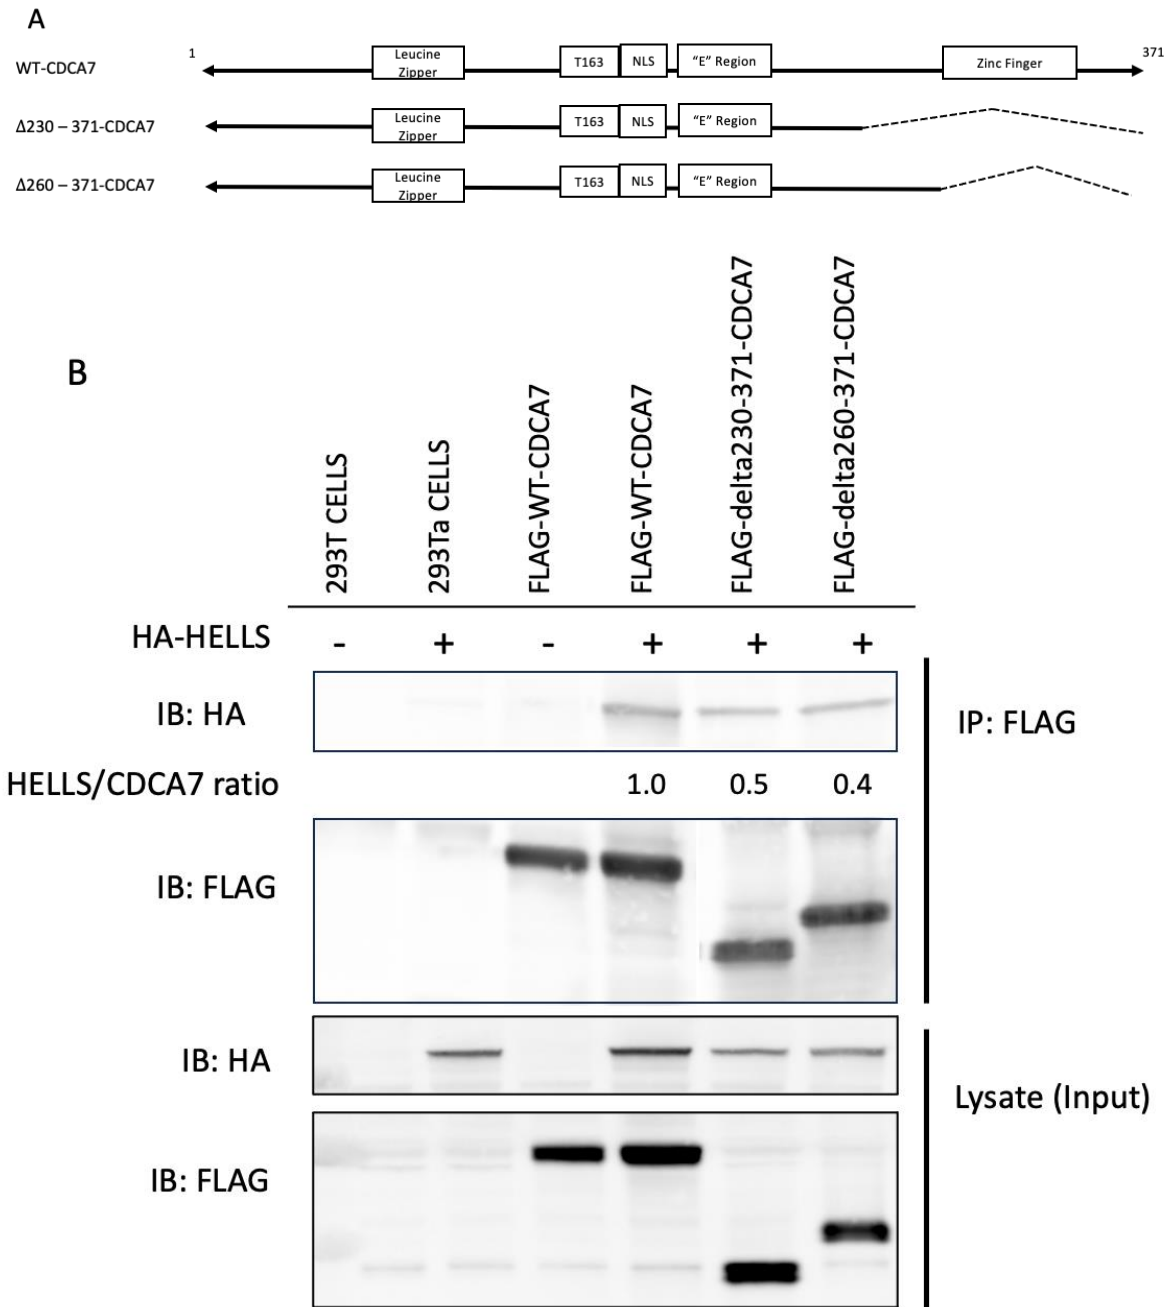 A
WT-CDCA7
1
Leucine
Zipper
T163
NLS
"E" Region
Zinc Finger
371
Δ230 – 371-CDCA7
Leucine
Zipper
T163
NLS
"E" Region
Δ260 – 371-CDCA7
Leucine
Zipper
T163
NLS
"E" Region
B
293T CELLS
293Ta CELLS
FLAG-WT-CDCA7
FLAG-WT-CDCA7
FLAG-delta230-371-CDCA7
FLAG-delta260-371-CDCA7
HA-HELLS - + - + + +
IB: HA
IP: FLAG
HELLS/CDCA7 ratio 1.0 0.5 0.4
IB: FLAG
IB: HA
Lysate (Input)
IB: FLAG